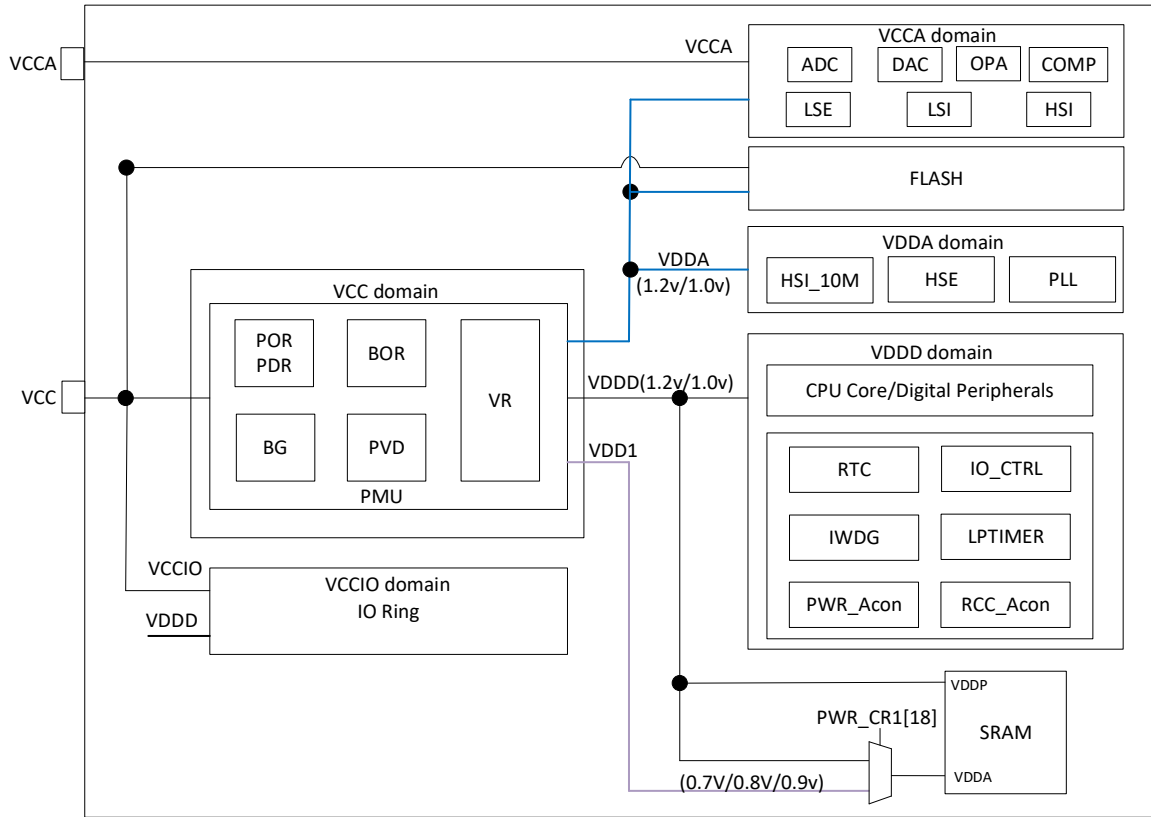 VCCA
VCCA
VCCA domain
ADC
DAC
OPA
COMP
LSE
LSI
HSI
FLASH
VDDA domain
VDDA
(1.2v/1.0v)
HSI_10M
HSE
PLL
VCC
VCC domain
POR
PDR
BOR
VR
BG
PVD
PMU
VDDD(1.2v/1.0v)
VDD1
VDDD domain
CPU Core/Digital Peripherals
RTC
IO_CTRL
IWDG
LPTIMER
PWR_Acon
RCC_Acon
VCCIO
VDDD
VCCIO domain
IO Ring
PWR_CR1[18]
(0.7V/0.8V/0.9v)
VDDP
SRAM
VDDA